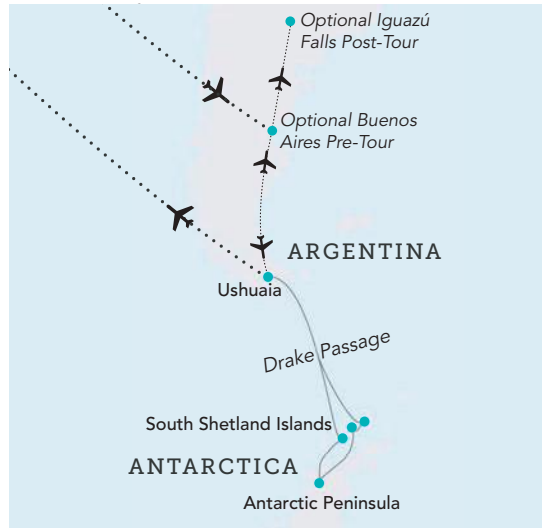 Optional Iguazú
Falls Post-Tour
Optional Buenos
Aires Pre-Tour
ARGENTINA
Ushuaia
Drake Passage
South Shetland Islands
ANTARCTICA
Antarctic Peninsula